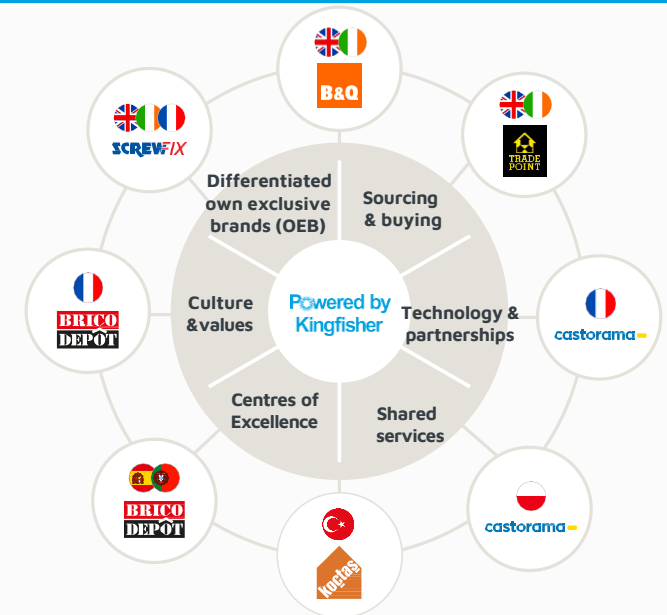 B&Q
SCREWFIX
TRADE
POINT
Differentiated
own exclusive
brands (OEB)
Sourcing
& buying
BRICO
DEPÔT
Culture
&values
Powered by
Kingfisher
Technology &
partnerships
castorama
Centres of
Excellence
Shared
services
BRICO
DEPÔT
castorama
koçtaş